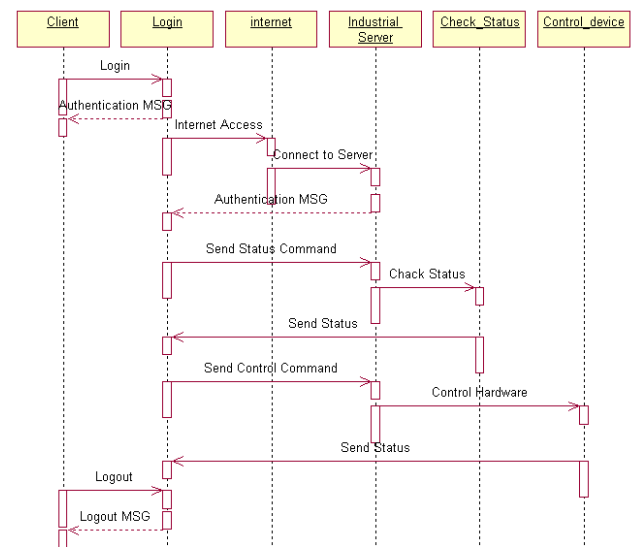 Client
Login
internet
Industrial
Server
Check_Status
Control_device
Login
Authentication MSG
Internet Access
Connect to Server
Authentication MSG
Send Status Command
Chack Status
Send Status
Send Control Command
Control Hardware
Send Status
Logout
Logout MSG